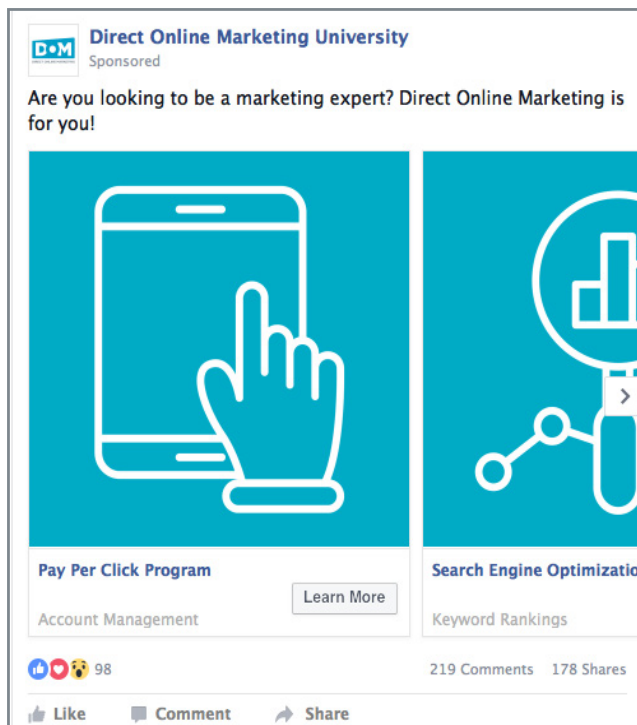 D•M
Direct Online Marketing University
Sponsored
Are you looking to be a marketing expert? Direct Online Marketing is
for you!
Pay Per Click Program
Learn More
Account Management
Search Engine Optimizatio
Keyword Rankings
98
219 Comments 178 Shares
Like Comment Share